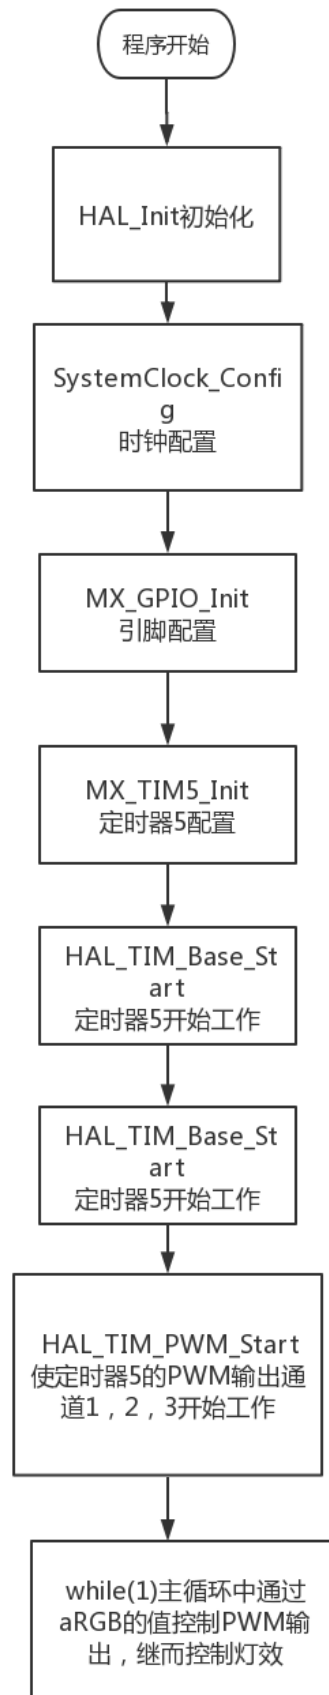 程序开始
HAL_Init初始化
SystemClock_Confi
g
时钟配置
MX_GPIO_Init
引脚配置
MX_TIM5_Init
定时器5配置
HAL_TIM_Base_St
art
定时器5开始工作
HAL_TIM_Base_St
art
定时器5开始工作
HAL_TIM_PWM_Start
使定时器5的PWM输出通
道1，2，3开始工作
while(1)主循环中通过
aRGB的值控制PWM输
出，继而控制灯效